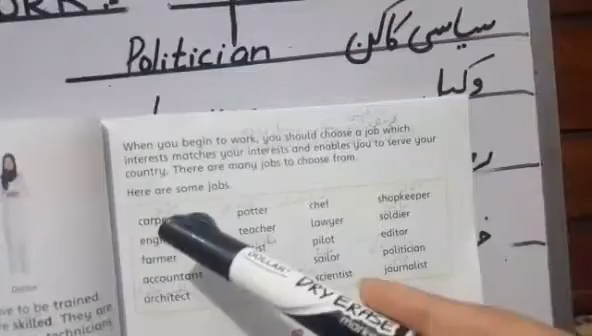 Politician سیاسی کارکن
وکیل
When you begin to work, you should choose a job which
interests matches your interests and enables you to serve your
country. There are many jobs to choose from.
Here are some jobs.
potter chef shopkeeper
teacher lawyer soldier
pilot editor
farmer sailor politician
accountant scientist journalist
architect
Doctor
to be trained
skilled. They are
DOLLAR
DRY ERASE